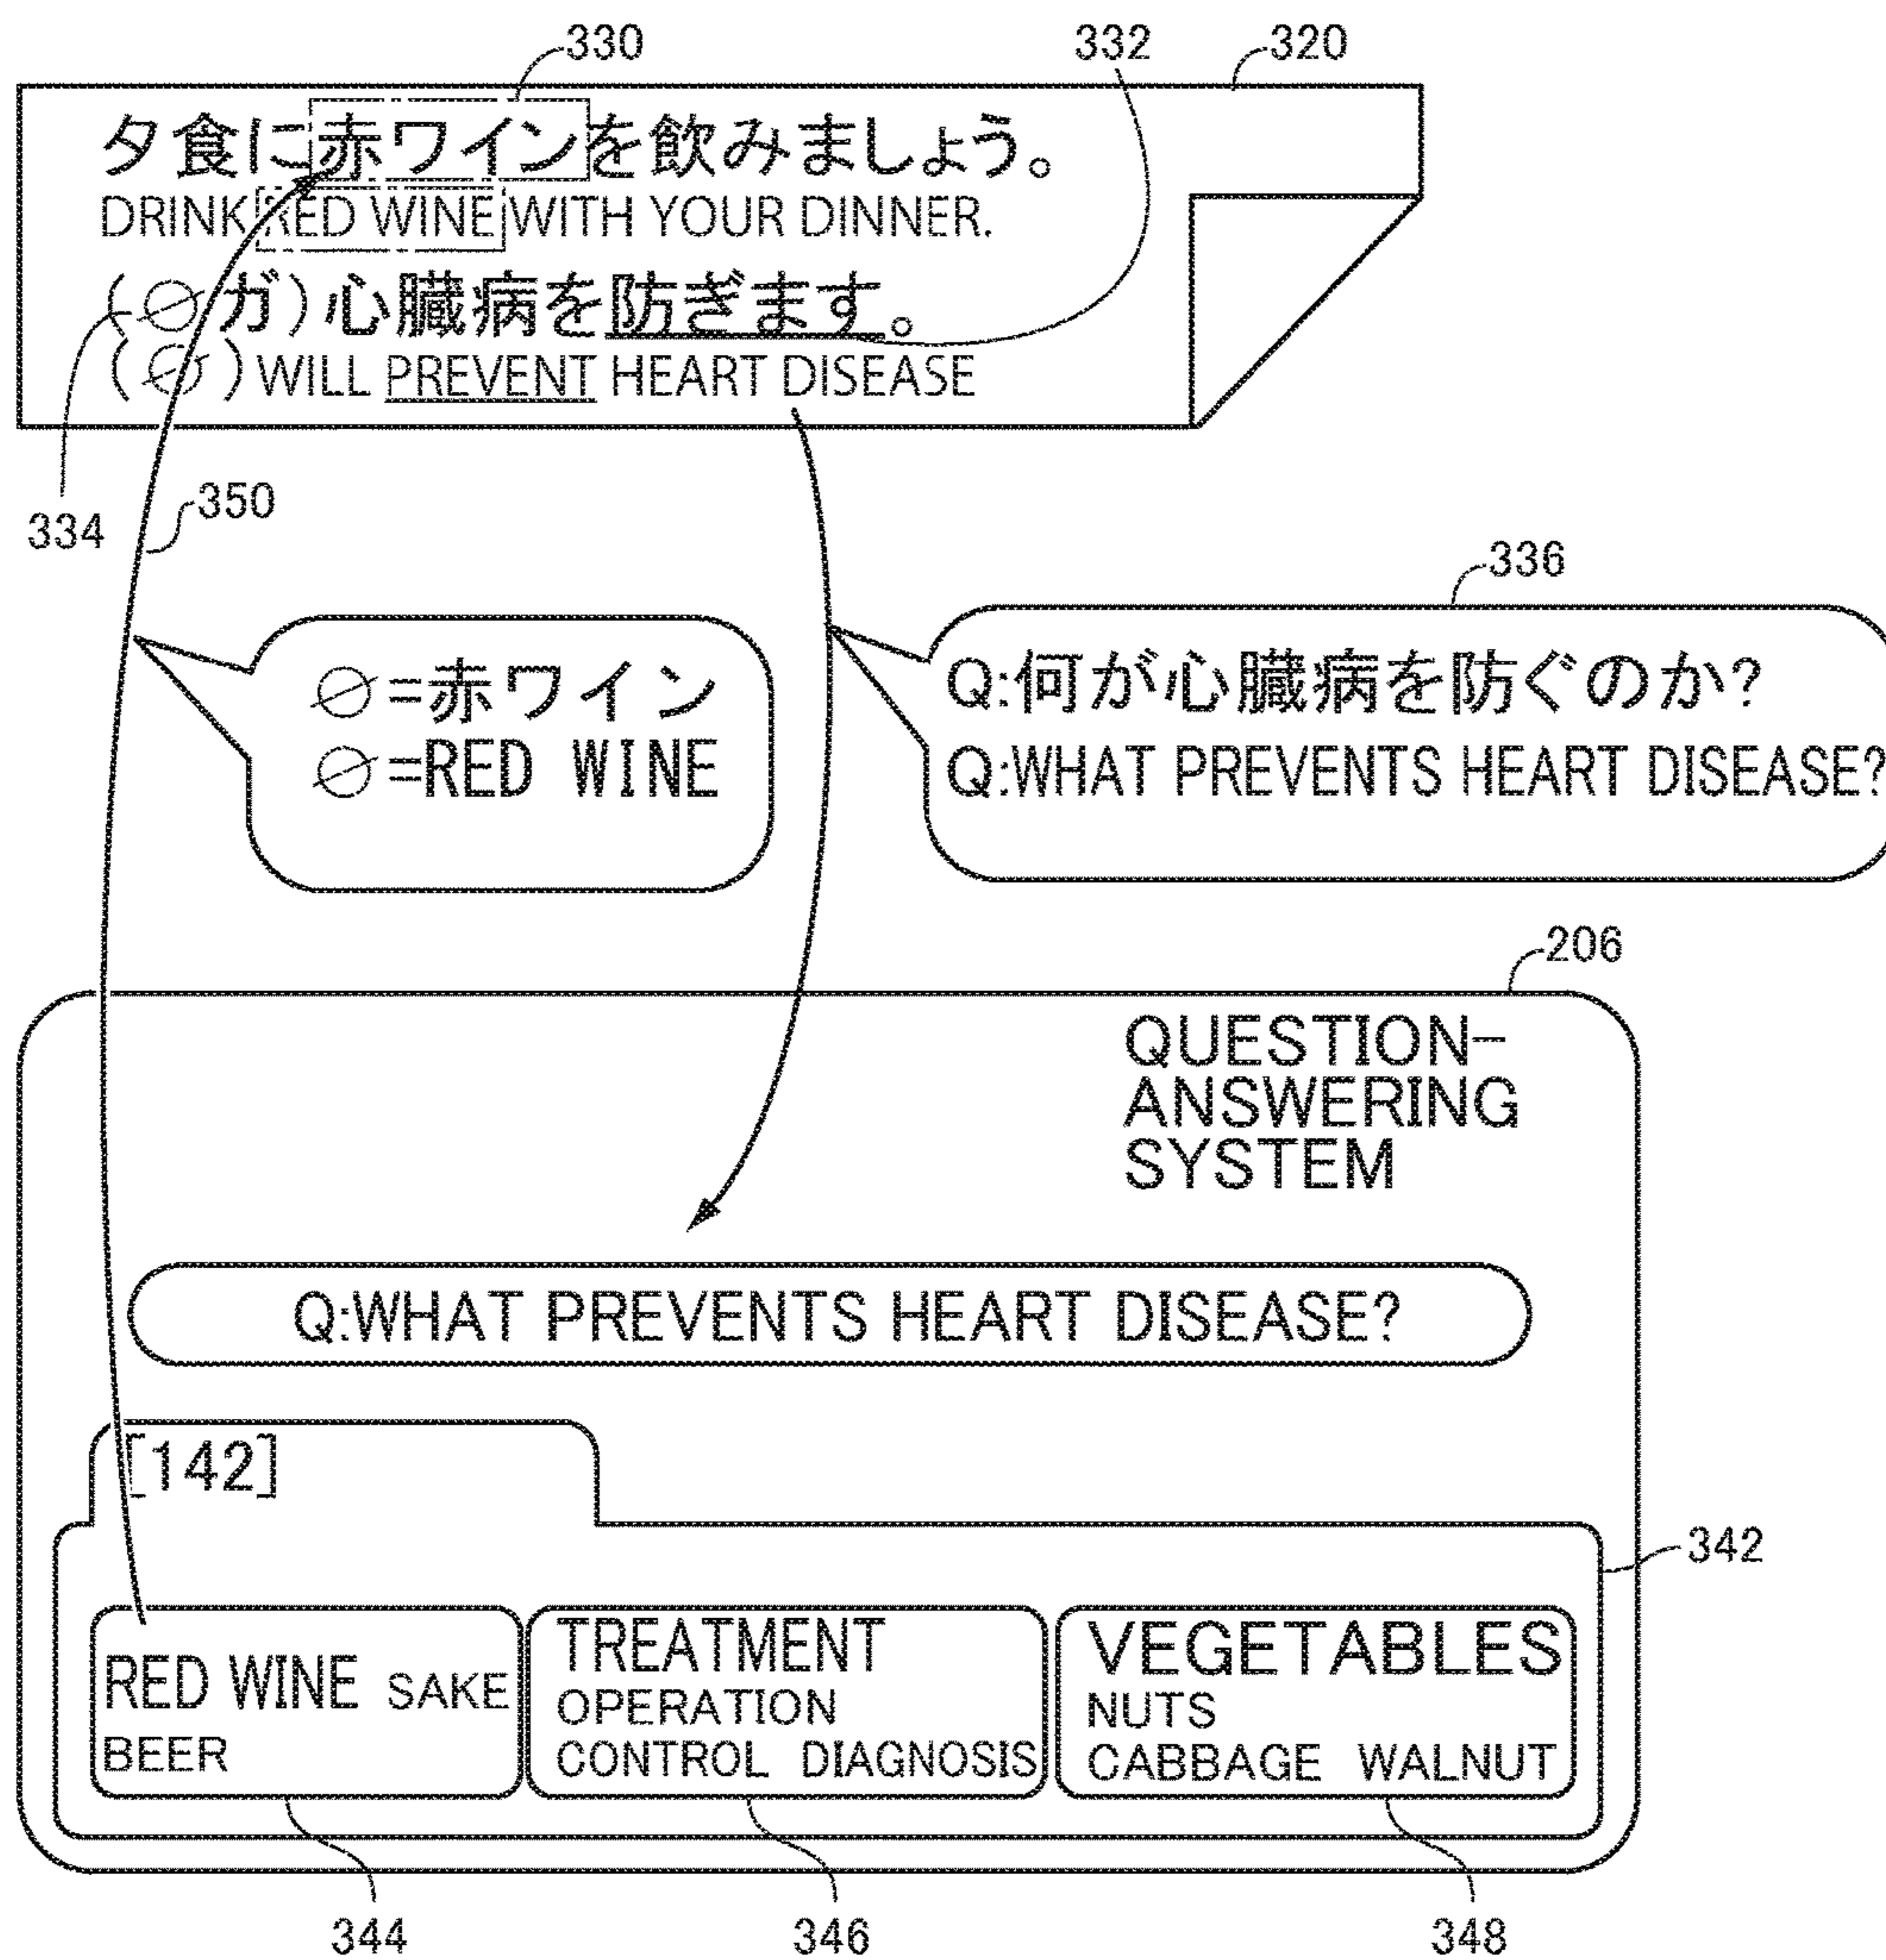 330
332
320
夕食に赤ワインを飲みましょう。
DRINK RED WINE WITH YOUR DINNER.
(∅ガ)心臓病を防ぎます。
(∅) WILL PREVENT HEART DISEASE
334
350
336
∅=赤ワイン
∅=RED WINE
Q:何が心臓病を防ぐのか?
Q:WHAT PREVENTS HEART DISEASE?
206
QUESTION-
ANSWERING
SYSTEM
Q:WHAT PREVENTS HEART DISEASE?
[142]
342
RED WINE SAKE
BEER
TREATMENT
OPERATION
CONTROL DIAGNOSIS
VEGETABLES
NUTS
CABBAGE WALNUT
344
346
348